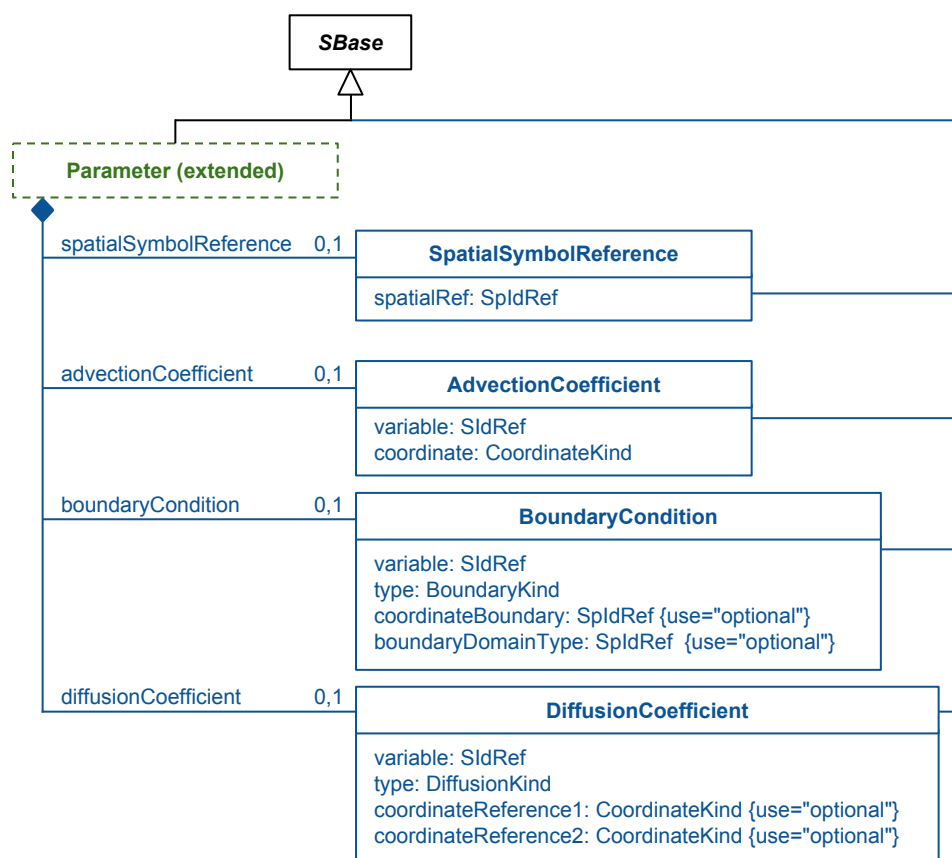 SBase
Parameter (extended)
spatialSymbolReference 0,1
SpatialSymbolReference
spatialRef: SpIdRef
advectionCoefficient 0,1
AdvectionCoefficient
variable: SIdRef
coordinate: CoordinateKind
boundaryCondition 0,1
BoundaryCondition
variable: SIdRef
type: BoundaryKind
coordinateBoundary: SpIdRef {use="optional"}
boundaryDomainType: SpIdRef {use="optional"}
diffusionCoefficient 0,1
DiffusionCoefficient
variable: SIdRef
type: DiffusionKind
coordinateReference1: CoordinateKind {use="optional"}
coordinateReference2: CoordinateKind {use="optional"}